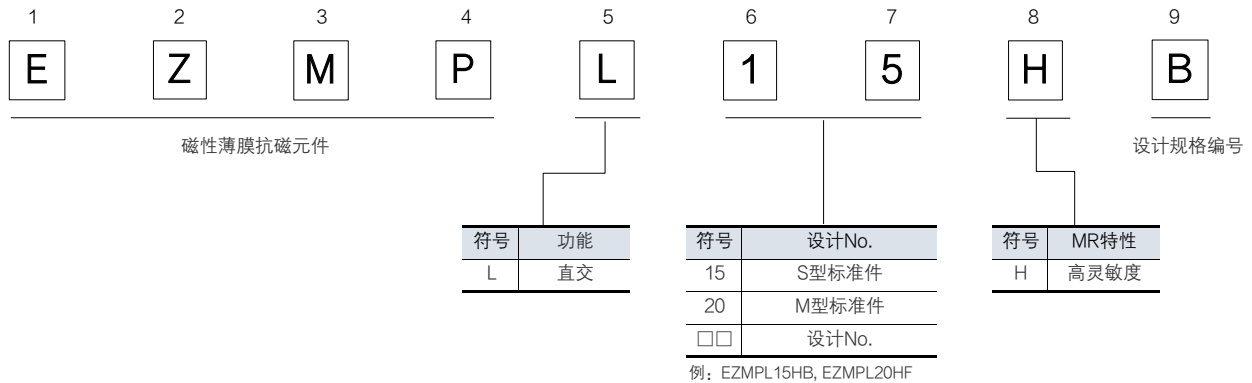 1 2 3 4 5 6 7 8 9
E Z M P L 1 5 H B
磁性薄膜抗磁元件
设计规格编号
符号 功能
L 直交
符号 设计No.
15 S型标准件
20 M型标准件
□□ 设计No.
例：EZMPL15HB, EZMPL20HF
符号 MR特性
H 高灵敏度